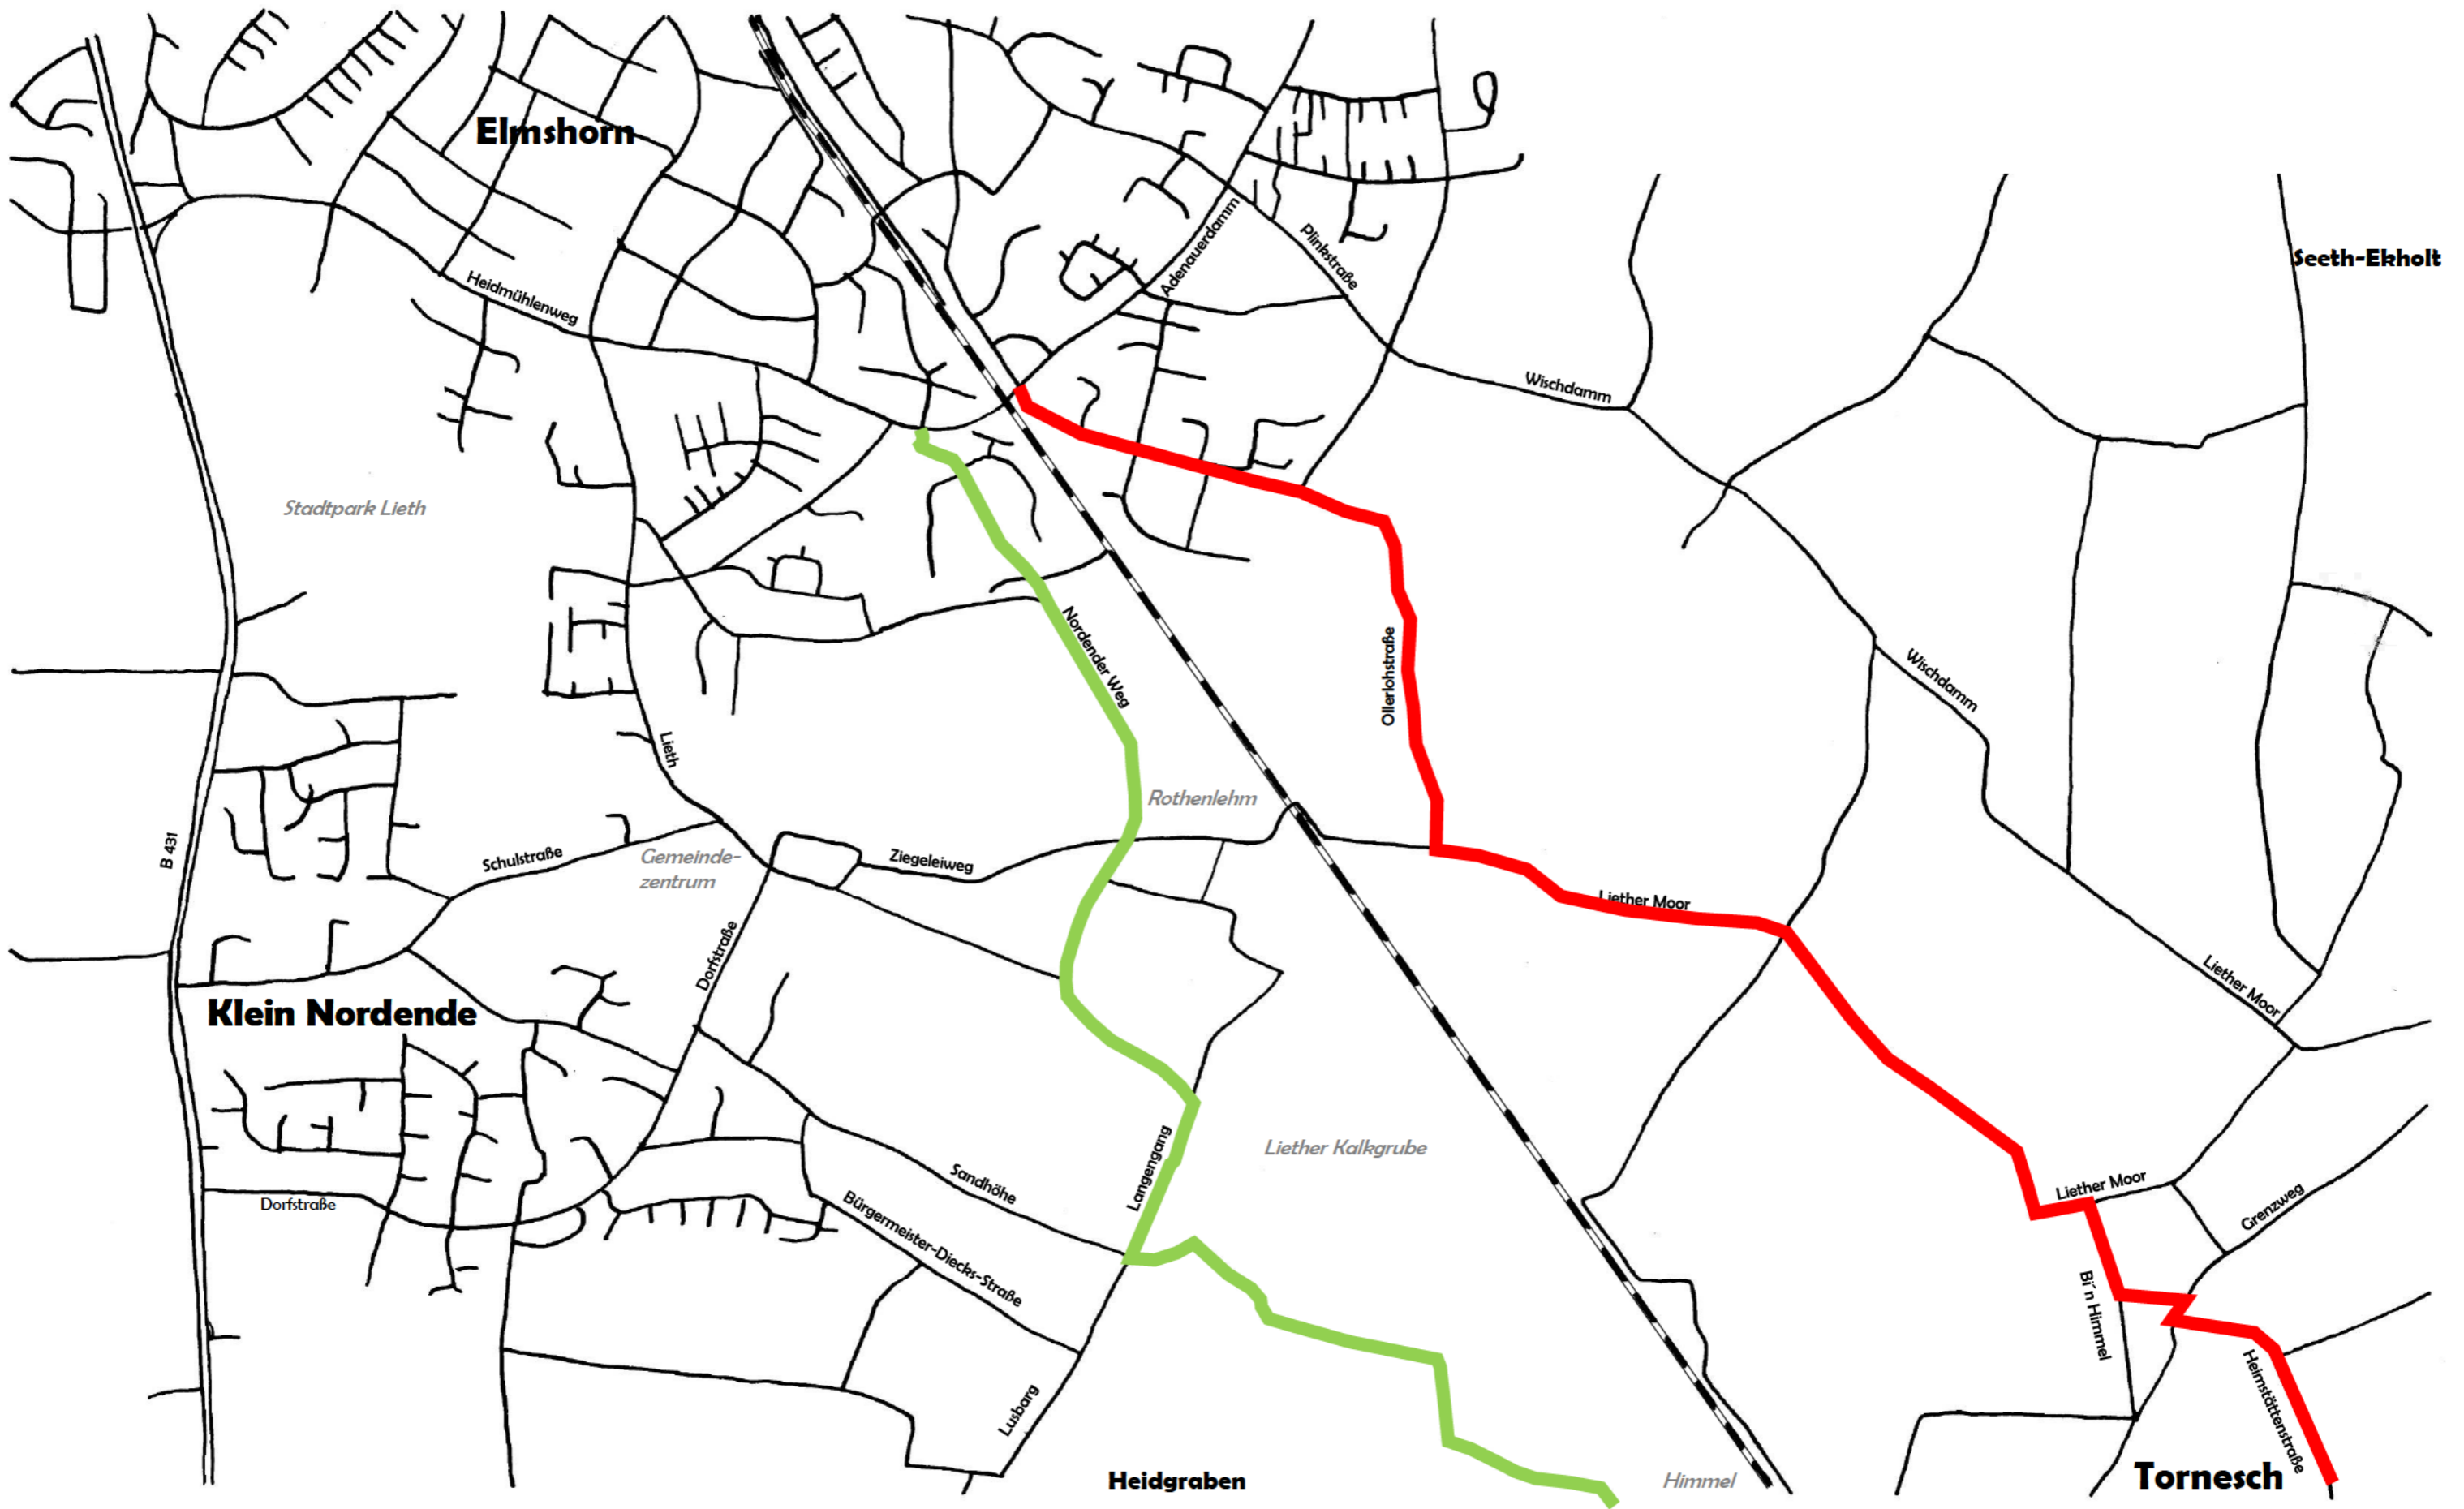 Elmshorn
Adenauerdamm
Plinkstraße
Seeth-Ekholt
Heidmühlenweg
Wischdamm
Stadtpark Lieth
Nordender Weg
Ollerlohstraße
Wischdamm
Lieth
Rothenlehm
B 431
Schulstraße
Gemeinde-
zentrum
Ziegeleiweg
Liether Moor
Dorfstraße
Liether Moor
Klein Nordende
Liether Kalkgrube
Langengang
Sandhöhe
Liether Moor
Dorfstraße
Bürgermeister-Diecks-Straße
Grenzweg
Bi´n Himmel
Lusbarg
Heimstättenstraße
Heidgraben
Himmel
Tornesch